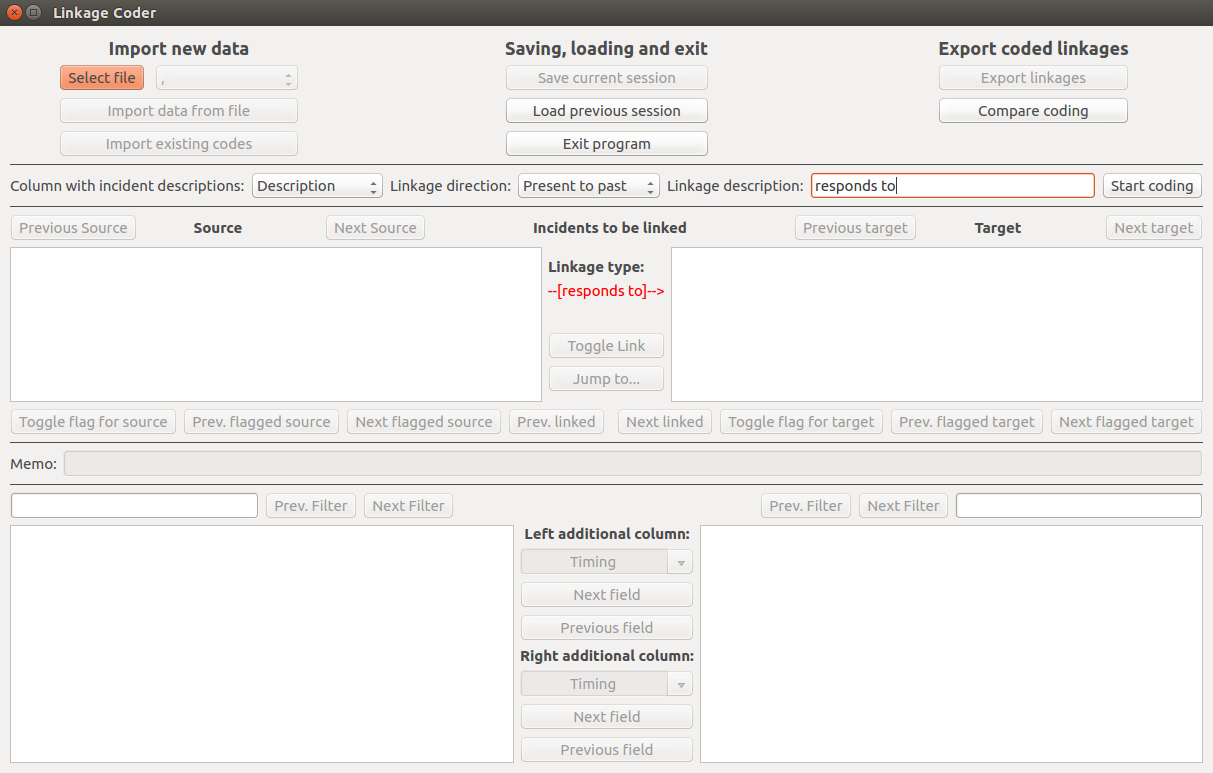 Linkage Coder
Import new data Saving, loading and exit Export coded linkages
Select file , Save current session Export linkages
Import data from file Load previous session Compare coding
Import existing codes Exit program
Column with incident descriptions: Description Linkage direction: Present to past Linkage description: responds to Start coding
Previous Source Source Next Source Incidents to be linked Previous target Target Next target
Linkage type:
--[responds to]-->
Toggle Link
Jump to...
Toggle flag for source Prev. flagged source Next flagged source Prev. linked Next linked Toggle flag for target Prev. flagged target Next flagged target
Memo:
Prev. Filter Next Filter Prev. Filter Next Filter
Left additional column:
Timing
Next field
Previous field
Right additional column:
Timing
Next field
Previous field